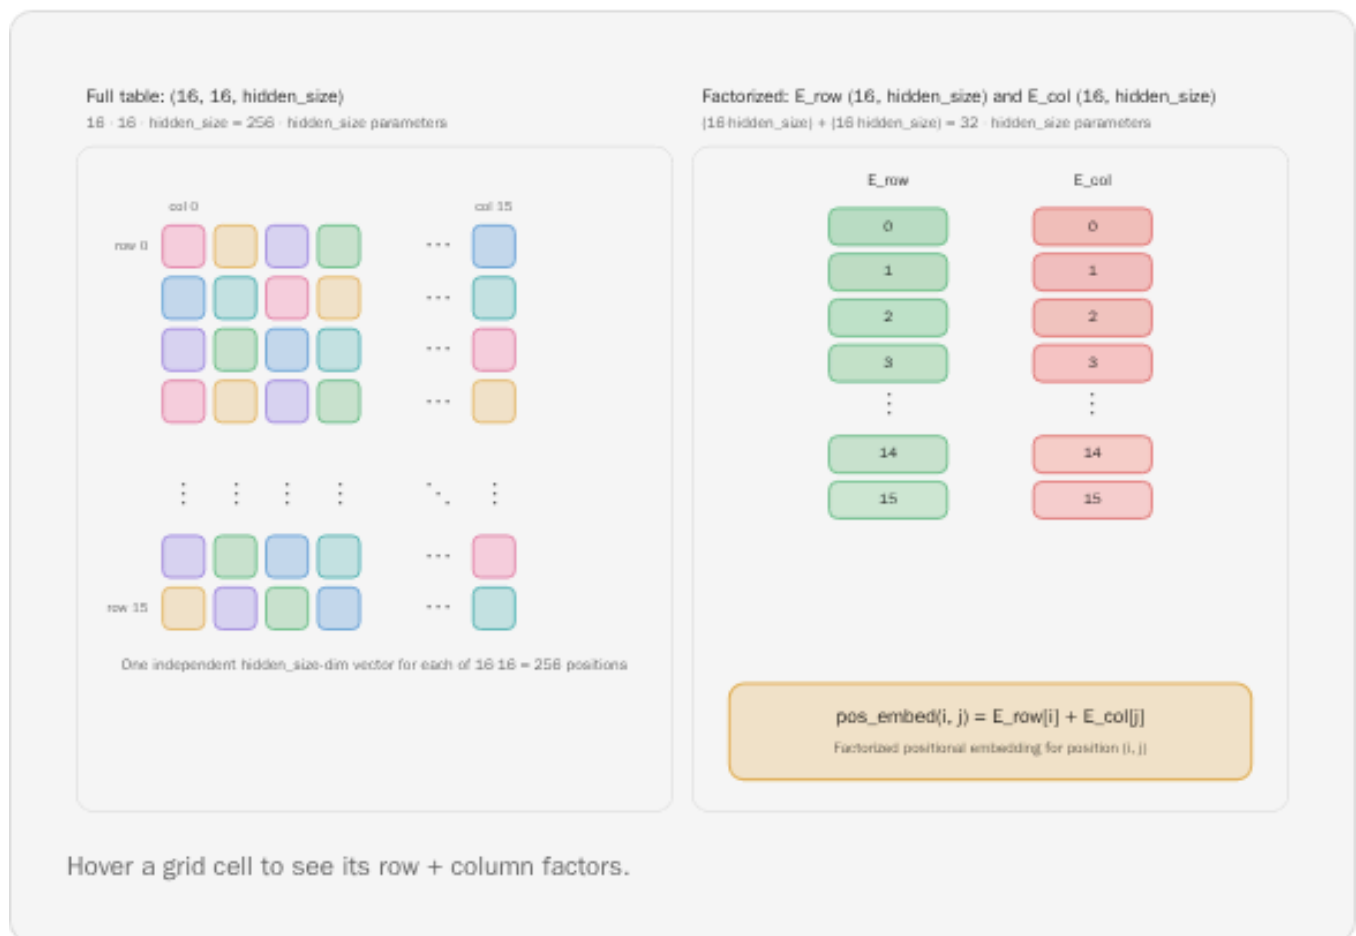 Full table: (16, 16, hidden_size)
16 · 16 · hidden_size = 256 · hidden_size parameters
col 0
col 15
row 0
row 15
One independent hidden_size-dim vector for each of 16·16 = 256 positions
Factorized: E_row (16, hidden_size) and E_col (16, hidden_size)
(16·hidden_size) + (16·hidden_size) = 32 · hidden_size parameters
E_row
E_col
0
0
1
1
2
2
3
3
14
14
15
15
pos_embed(i, j) = E_row[i] + E_col[j]
Factorized positional embedding for position (i, j)
Hover a grid cell to see its row + column factors.